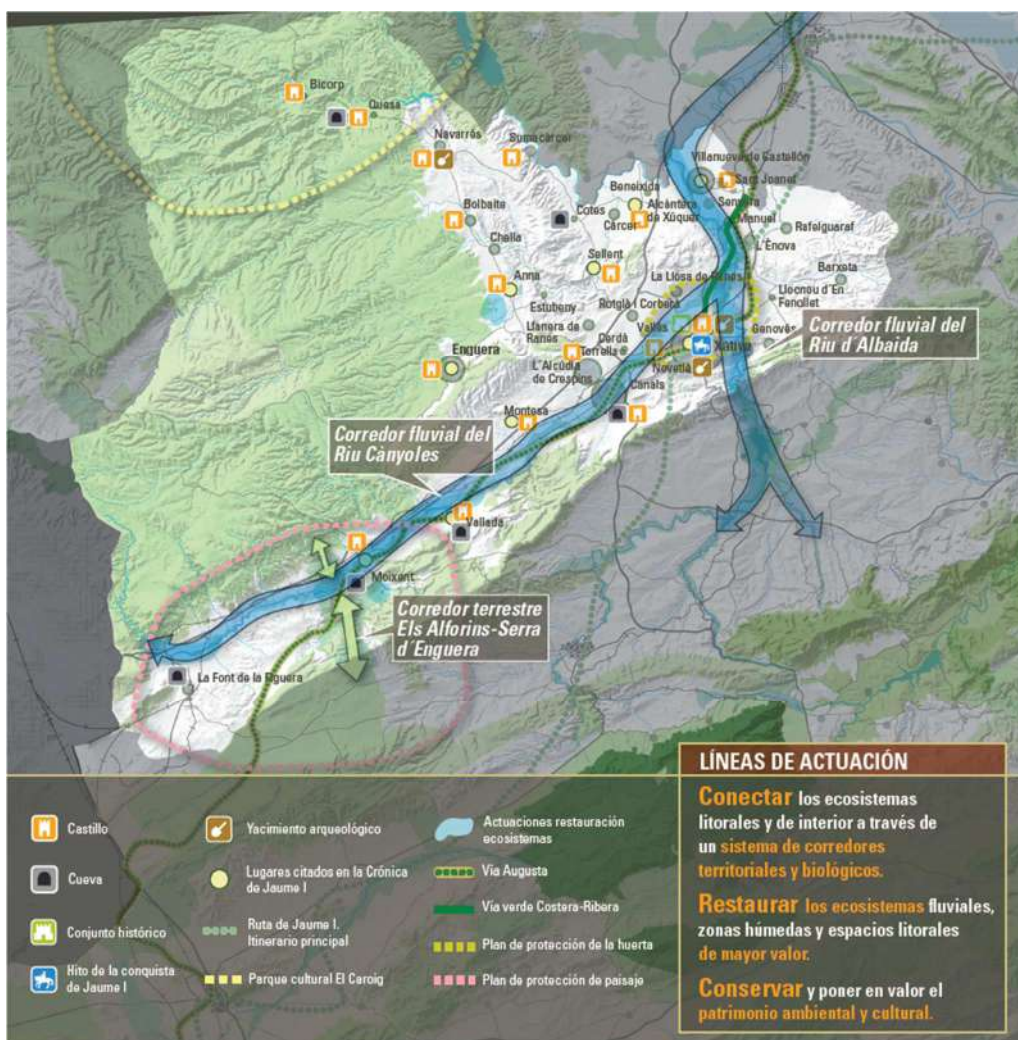 Bicorp
Quesa
Navarrés
Sumacàrcer
Villanueva de Castellón
Sant Joanet
Beneixida
Senyera
Bolbaite
Cotes
Alcàntera
de Xúquer
Manuel
Càrcer
Rafelguaraf
Chella
L'Ènova
Sellent
Barxeta
Anna
La Llosa de Ranes
Estubeny
Rotglà i Corberà
Llocnou d'En
Fenollet
Llanera de
Ranes
Vallés
Cerdà
Genovés
Xàtiva
Corredor fluvial del
Riu d'Albaida
Enguera
Torrella
L'Alcúdia
de Crespins
Novetlà
Canals
Montesa
Corredor fluvial del
Riu Cànyoles
Vallada
Moixent
Corredor terrestre
Els Alforins-Serra
d'Enguera
La Font de la Figuera
Castillo
Cueva
Conjunto histórico
Hito de la conquista
de Jaume I
Yacimiento arqueológico
Lugares citados en la Crónica
de Jaume I
Ruta de Jaume I.
Itinerario principal
Parque cultural El Caroig
Actuaciones restauración
ecosistemas
Vía Augusta
Vía verde Costera-Ribera
Plan de protección de la huerta
Plan de protección de paisaje
LÍNEAS DE ACTUACIÓN
Conectar los ecosistemas
litorales y de interior a través de
un sistema de corredores
territoriales y biológicos.
Restaurar los ecosistemas fluviales,
zonas húmedas y espacios litorales
de mayor valor.
Conservar y poner en valor el
patrimonio ambiental y cultural.